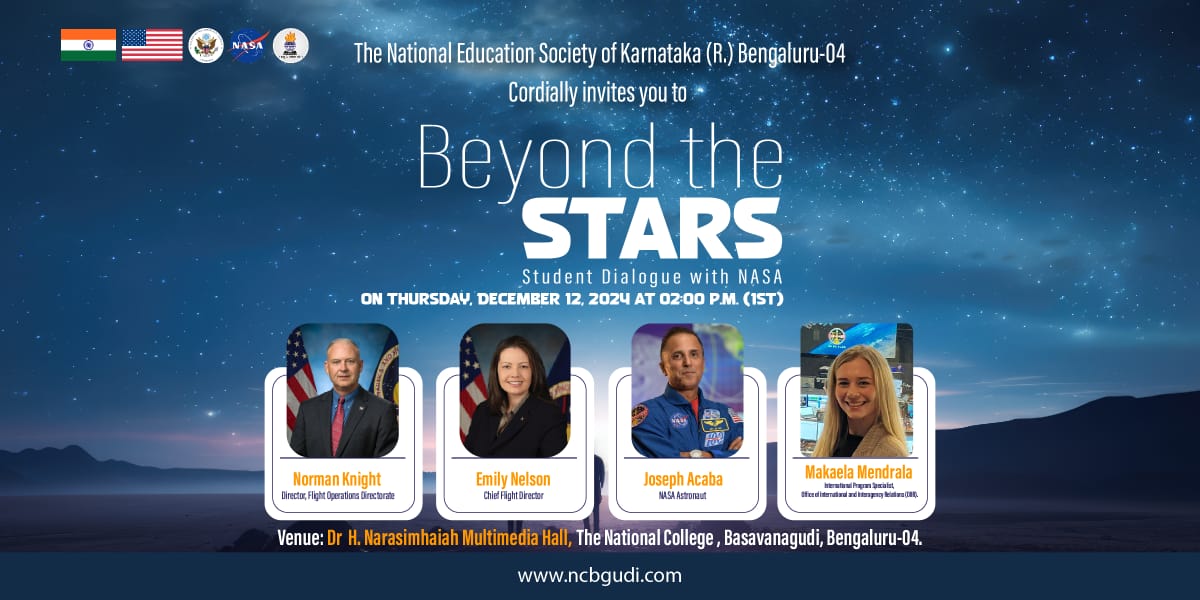 NASA
The National Education Society of Karnataka (R.) Bengaluru-04
Cordially invites you to
Beyond the
STARS
Student Dialogue with NASA
ON THURSDAY, DECEMBER 12, 2024 AT 02:00 P.M. (IST)
NASA
Norman Knight
Director, Flight Operations Directorate
Emily Nelson
Chief Flight Director
Joseph Acaba
NASA Astronaut
Makaela Mendrala
International Program Specialist,
Office of International and Interagency Relations (OIIR).
Venue: Dr H. Narasimhaiah Multimedia Hall, The National College , Basavanagudi, Bengaluru-04.
www.ncbgudi.com